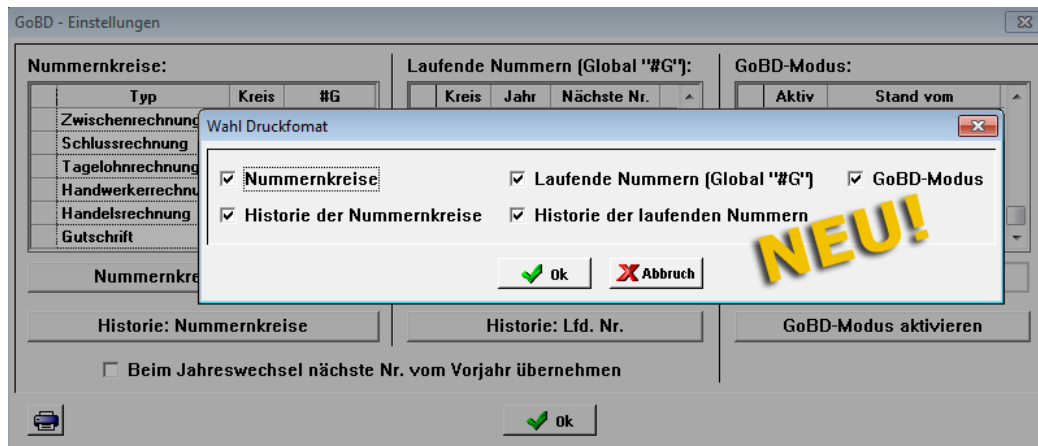 GoBD - Einstellungen
Nummernkreise:
Laufende Nummern (Global "#G"):
GoBD-Modus:
Typ Kreis #G
Kreis Jahr Nächste Nr.
Aktiv Stand vom
Zwischenrechnung
Schlussrechnung
Tagelohnrechnung
Handelsrechnung
Gutschrift
Wahl Druckfomat
Nummernkreise
Laufende Nummern (Global "#G")
GoBD-Modus
Historie der Nummernkreise
Historie der laufenden Nummern
NEU!
Ok
Abbruch
Historie: Nummernkreise
Historie: Lfd. Nr.
GoBD-Modus aktivieren
Beim Jahreswechsel nächste Nr. vom Vorjahr übernehmen
Ok